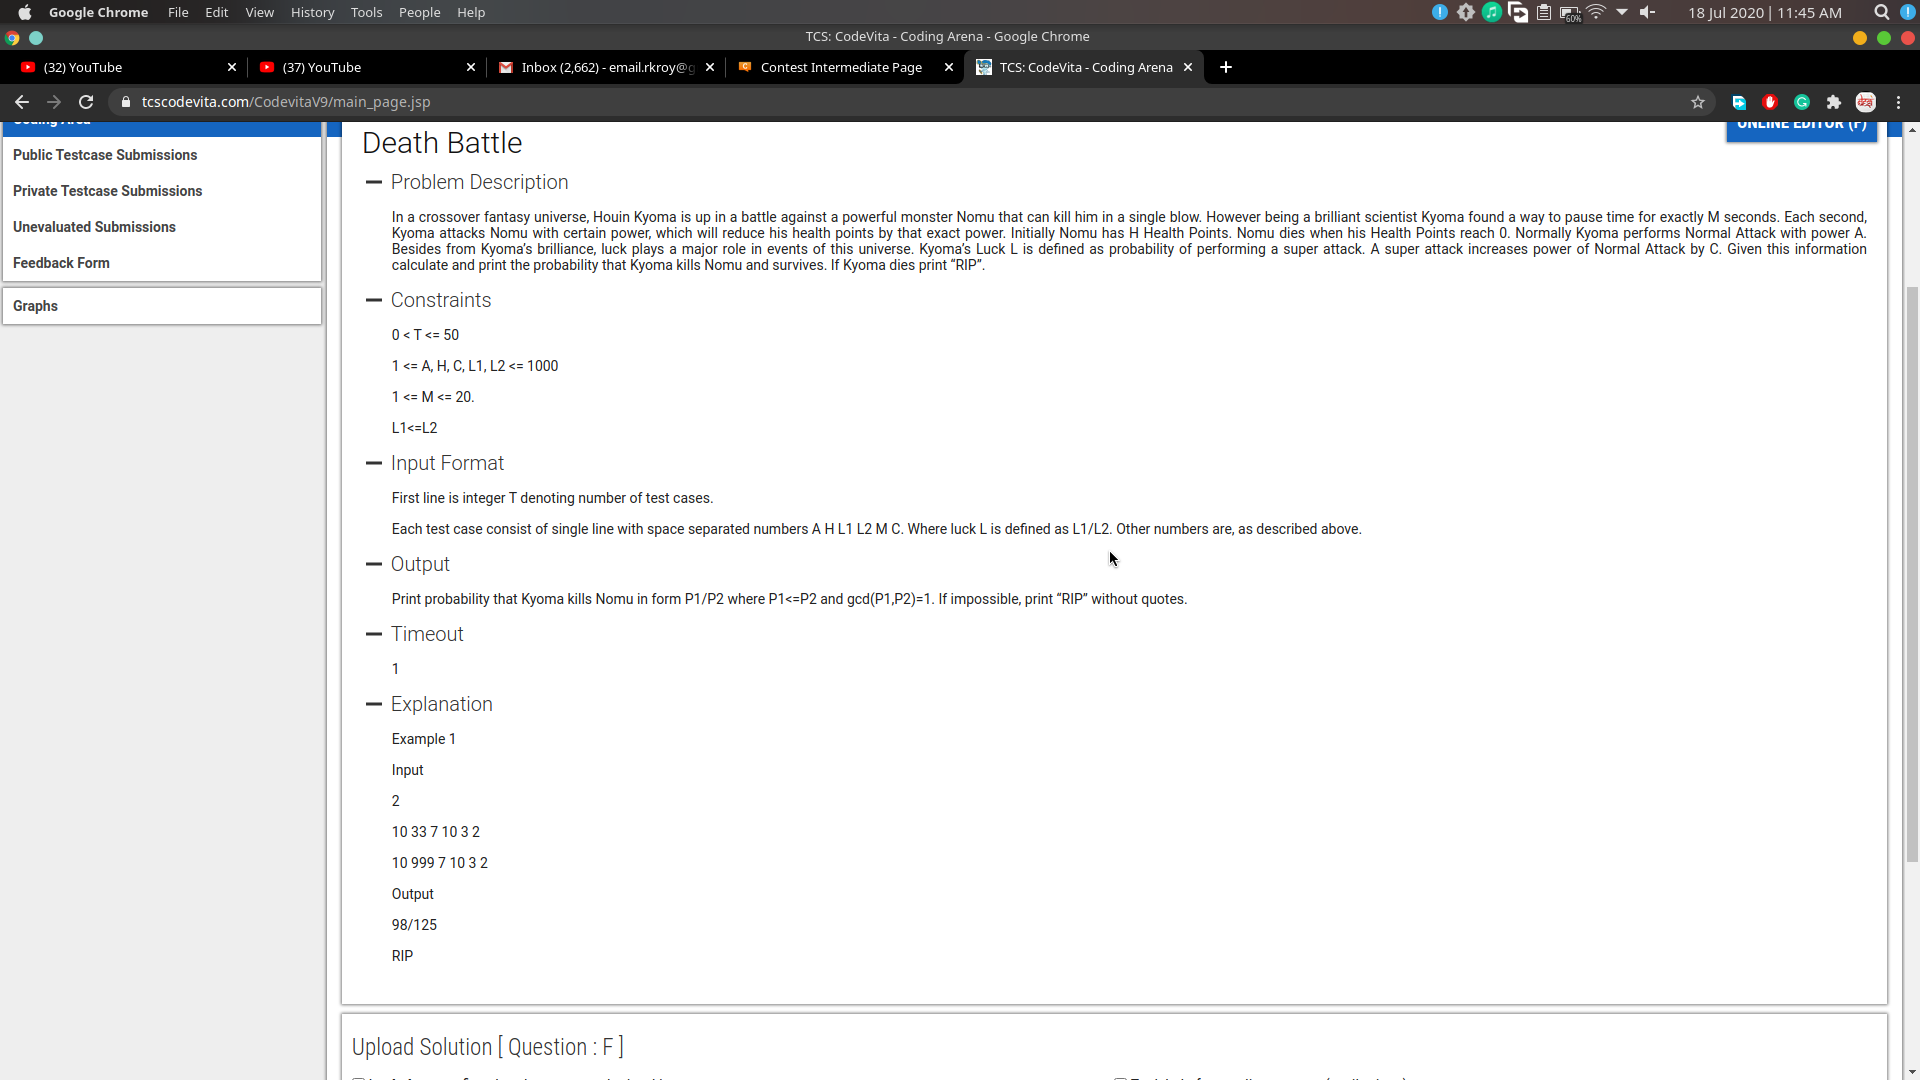 Google Chrome File Edit View History Tools People Help 60% 18 Jul 2020 | 11:45 AM
TCS: CodeVita - Coding Arena - Google Chrome
(32) YouTube (37) YouTube Inbox (2,662) - email.rkroy@g Contest Intermediate Page TCS: CodeVita - Coding Arena
tcscodevita.com/CodevitaV9/main_page.jsp
Coding Area
Public Testcase Submissions
Private Testcase Submissions
Unevaluated Submissions
Feedback Form
Graphs
ONLINE EDITOR (F)
Death Battle
Problem Description
In a crossover fantasy universe, Houin Kyoma is up in a battle against a powerful monster Nomu that can kill him in a single blow. However being a brilliant scientist Kyoma found a way to pause time for exactly M seconds. Each second,
Kyoma attacks Nomu with certain power, which will reduce his health points by that exact power. Initially Nomu has H Health Points. Nomu dies when his Health Points reach 0. Normally Kyoma performs Normal Attack with power A.
Besides from Kyoma’s brilliance, luck plays a major role in events of this universe. Kyoma’s Luck L is defined as probability of performing a super attack. A super attack increases power of Normal Attack by C. Given this information
calculate and print the probability that Kyoma kills Nomu and survives. If Kyoma dies print “RIP”.
Constraints
0 < T <= 50
1 <= A, H, C, L1, L2 <= 1000
1 <= M <= 20.
L1<=L2
Input Format
First line is integer T denoting number of test cases.
Each test case consist of single line with space separated numbers A H L1 L2 M C. Where luck L is defined as L1/L2. Other numbers are, as described above.
Output
Print probability that Kyoma kills Nomu in form P1/P2 where P1<=P2 and gcd(P1,P2)=1. If impossible, print “RIP” without quotes.
Timeout
1
Explanation
Example 1
Input
2
10 33 7 10 3 2
10 999 7 10 3 2
Output
98/125
RIP
Upload Solution [ Question : F ]